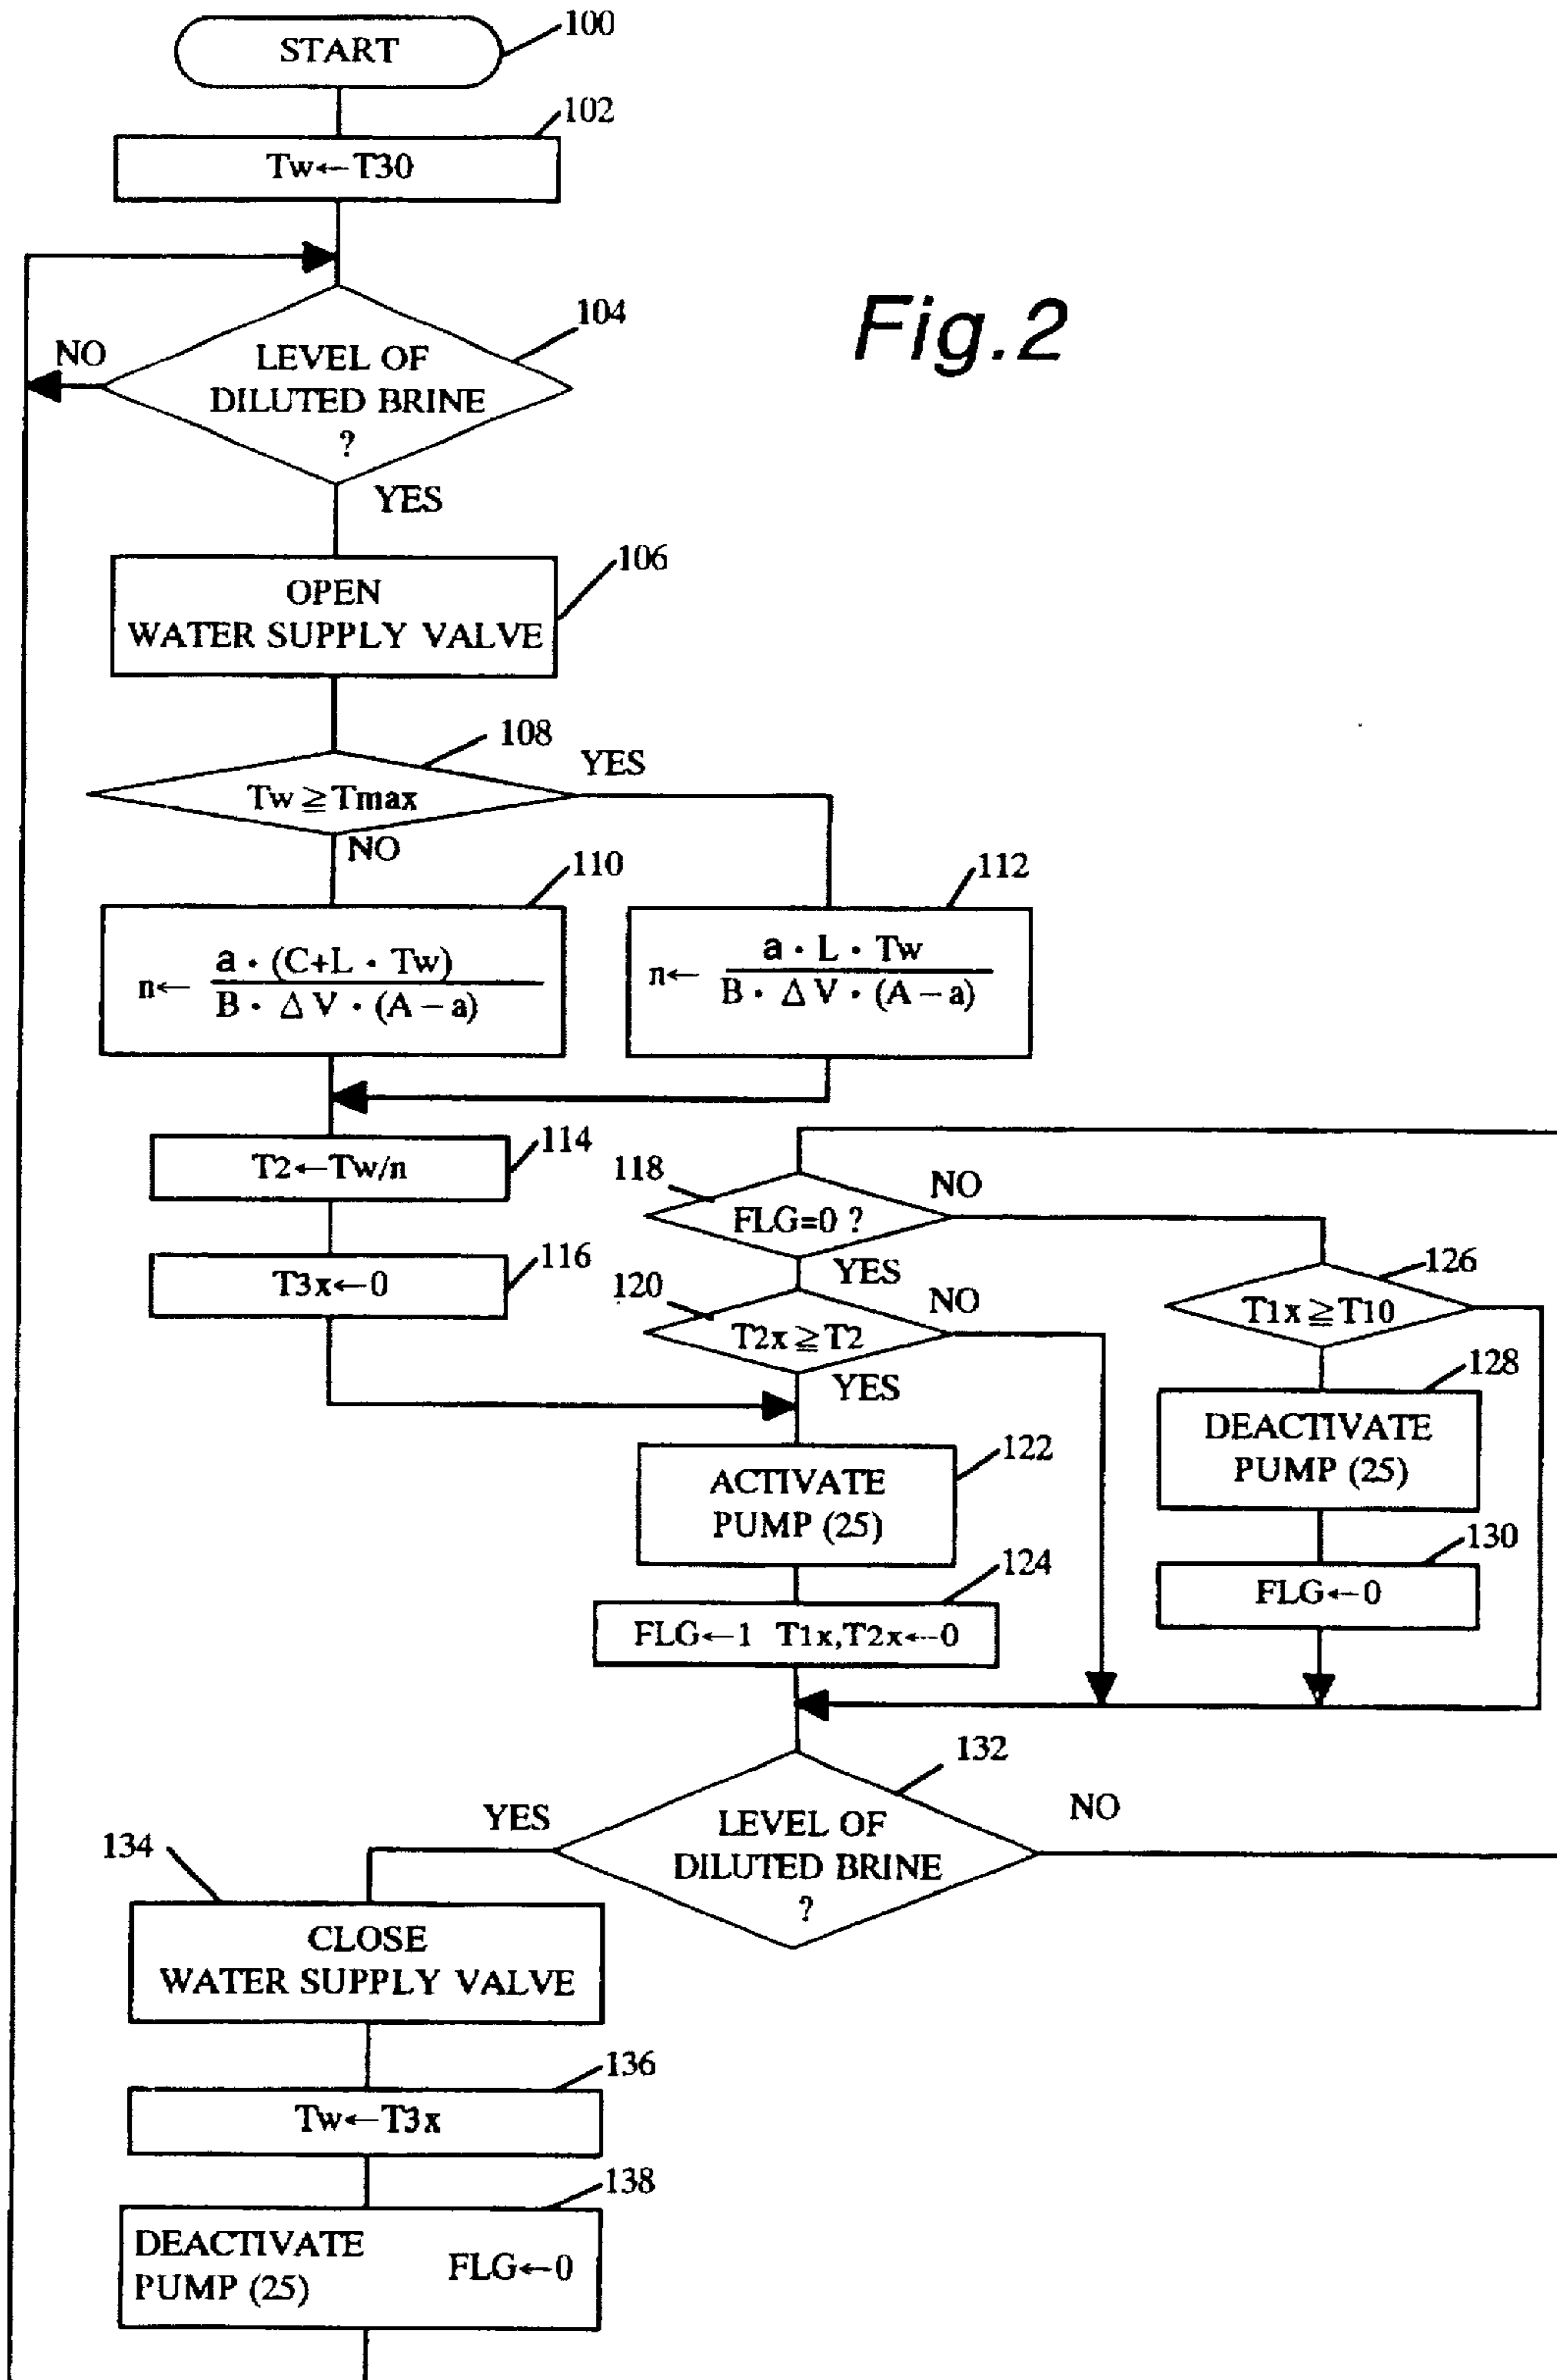 START
100
102
Tw←T30
Fig.2
104
NO
LEVEL OF
DILUTED BRINE
?
YES
106
OPEN
WATER SUPPLY VALVE
108
YES
Tw≧Tmax
NO
110
n← a・(C+L・Tw)
B・ΔV・(A−a)
112
n← a・L・Tw
B・ΔV・(A−a)
114
T2←Tw/n
116
T3x←0
118
NO
FLG=0 ?
YES
120
NO
T2x≧T2
YES
126
T1x≧T10
122
ACTIVATE
PUMP (25)
128
DEACTIVATE
PUMP (25)
124
FLG←1 T1x,T2x←0
130
FLG←0
132
YES
NO
LEVEL OF
DILUTED BRINE
?
134
CLOSE
WATER SUPPLY VALVE
136
Tw←T3x
138
DEACTIVATE
PUMP (25)
FLG←0